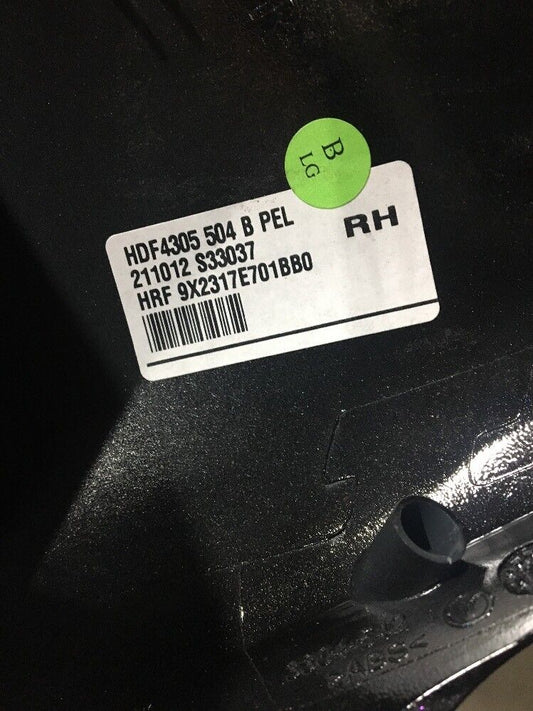 B
LG
HDF4305 504 B PEL
RH
211012 S33037
HRF 9X2317E701BB0